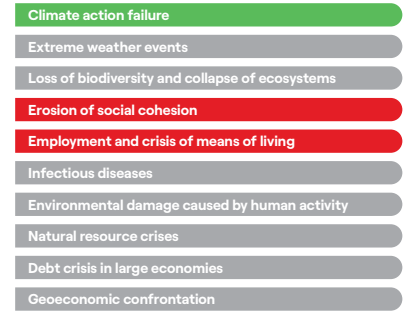 Climate action failure
Extreme weather events
Loss of biodiversity and collapse of ecosystems
Erosion of social cohesion
Employment and crisis of means of living
Infectious diseases
Environmental damage caused by human activity
Natural resource crises
Debt crisis in large economies
Geoeconomic confrontation